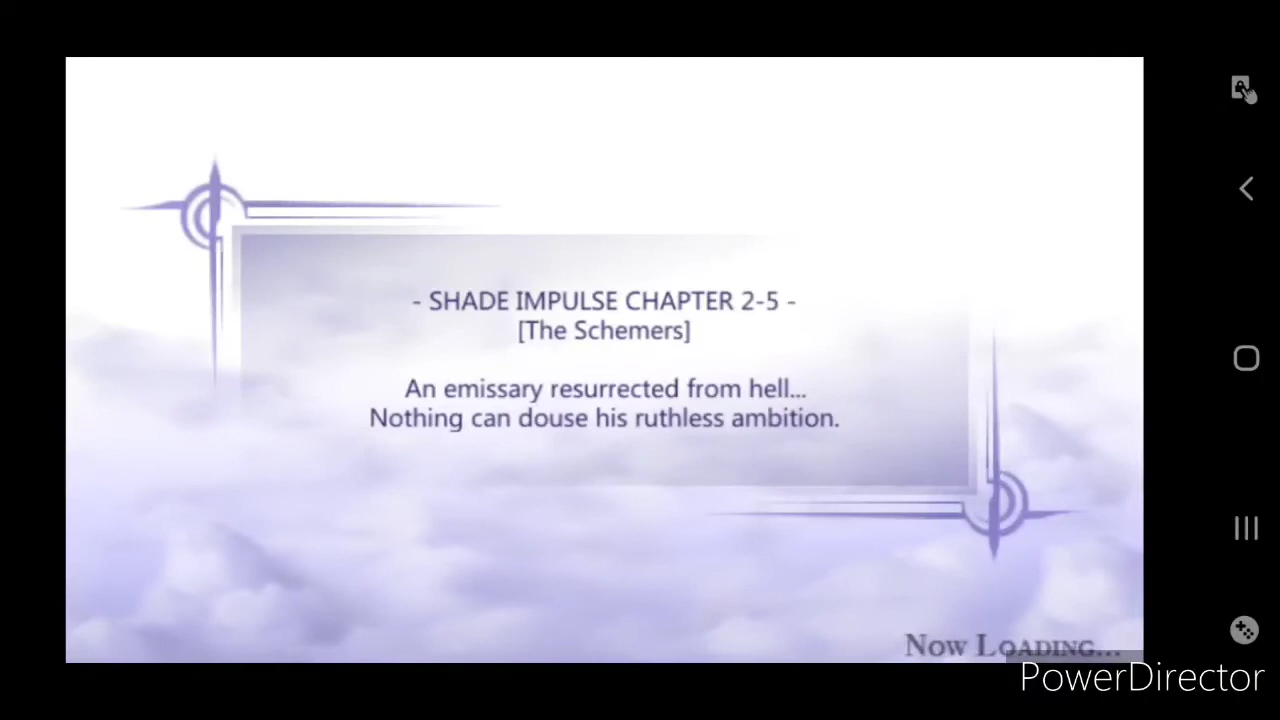 - SHADE IMPULSE CHAPTER 2-5 -
[The Schemers]
An emissary resurrected from hell...
Nothing can douse his ruthless ambition.
Now Loading...
PowerDirector